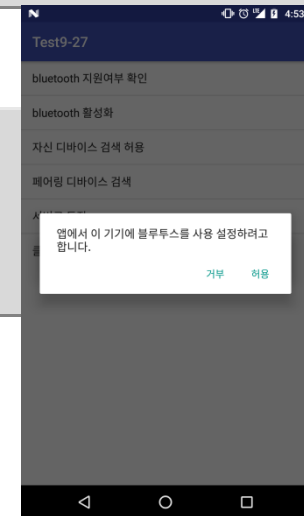 4:53
Test9-27
bluetooth 지원여부 확인
bluetooth 활성화
자신 디바이스 검색 허용
페어링 디바이스 검색
앱에서 이 기기에 블루투스를 사용 설정하려고
합니다.
거부 허용